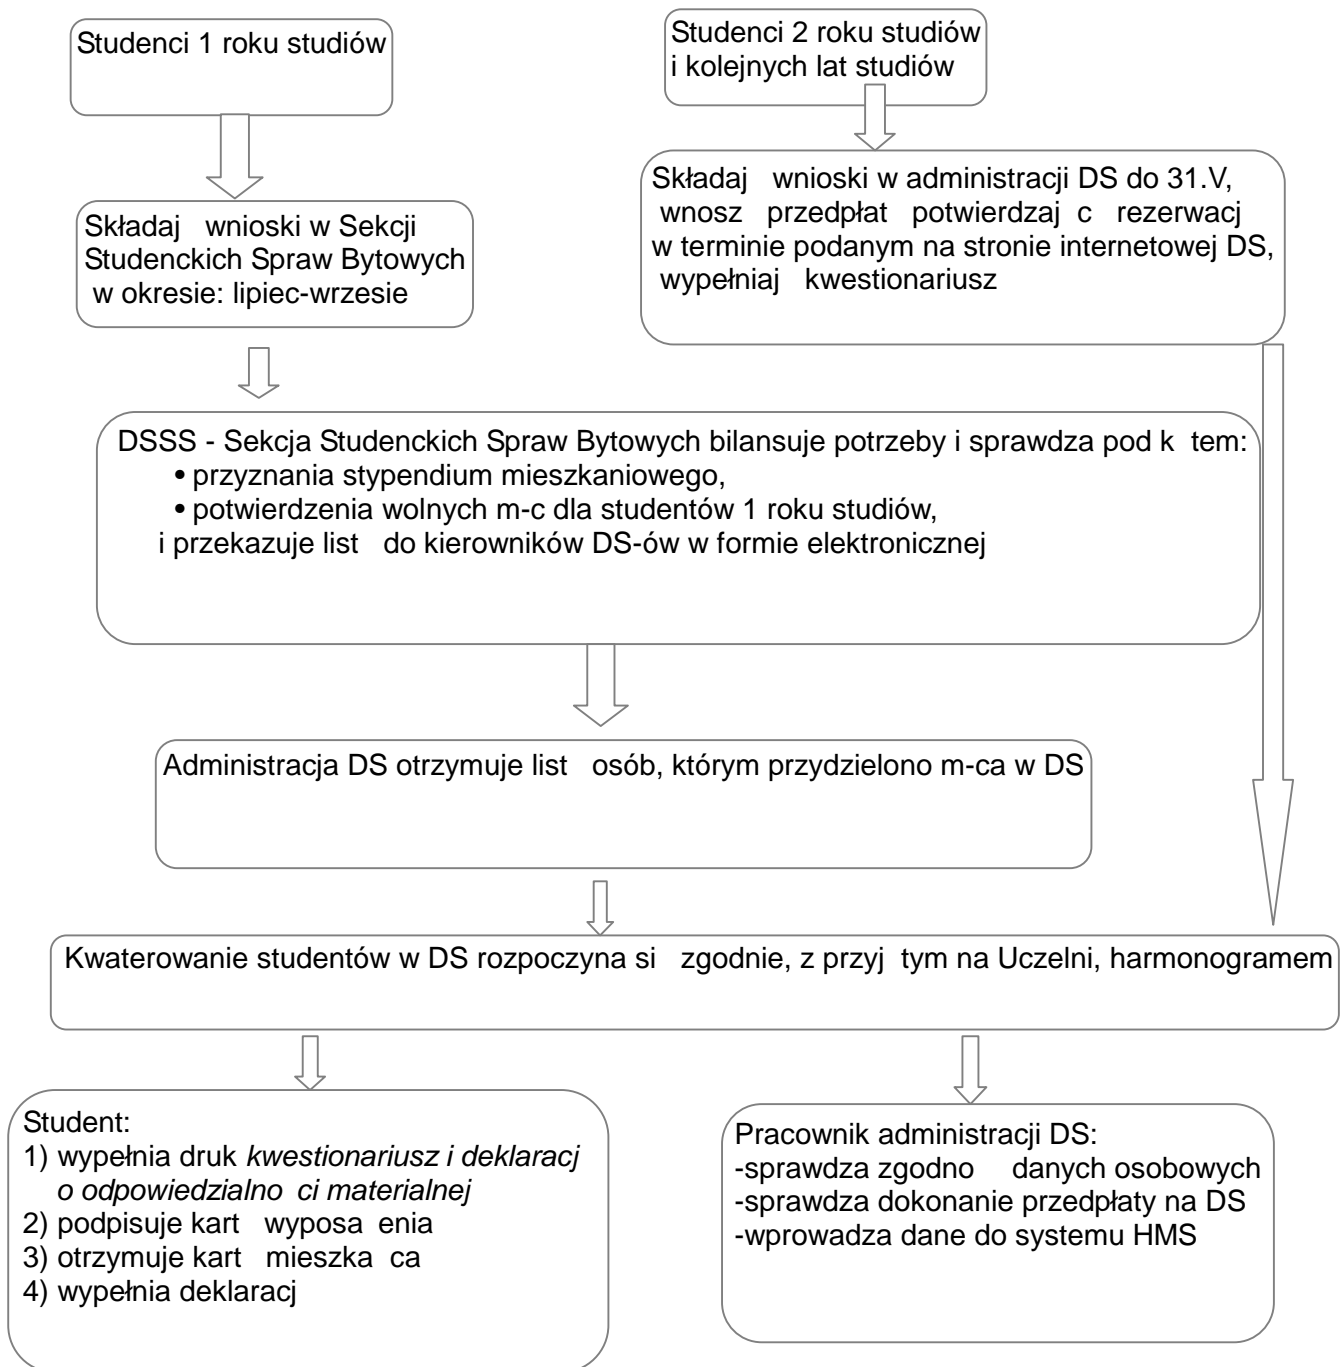 Studenci 1 roku studiów
Studenci 2 roku studiów
i kolejnych lat studiów
Składaj wnioski w Sekcji
Studenckich Spraw Bytowych
w okresie: lipiec-wrzesie
Składaj wnioski w administracji DS do 31.V,
wnosz przedpłat potwierdzaj c rezerwacj
w terminie podanym na stronie internetowej DS,
wypełniaj kwestionariusz
DSSS - Sekcja Studenckich Spraw Bytowych bilansuje potrzeby i sprawdza pod k tem:
• przyznania stypendium mieszkaniowego,
• potwierdzenia wolnych m-c dla studentów 1 roku studiów,
i przekazuje list do kierowników DS-ów w formie elektronicznej
Administracja DS otrzymuje list osób, którym przydzielono m-ca w DS
Kwaterowanie studentów w DS rozpoczyna si zgodnie, z przyj tym na Uczelni, harmonogramem
Student:
1) wypełnia druk kwestionariusz i deklaracj
o odpowiedzialno ci materialnej
2) podpisuje kart wyposa enia
3) otrzymuje kart mieszka ca
4) wypełnia deklaracj
Pracownik administracji DS:
-sprawdza zgodno danych osobowych
-sprawdza dokonanie przedpłaty na DS
-wprowadza dane do systemu HMS